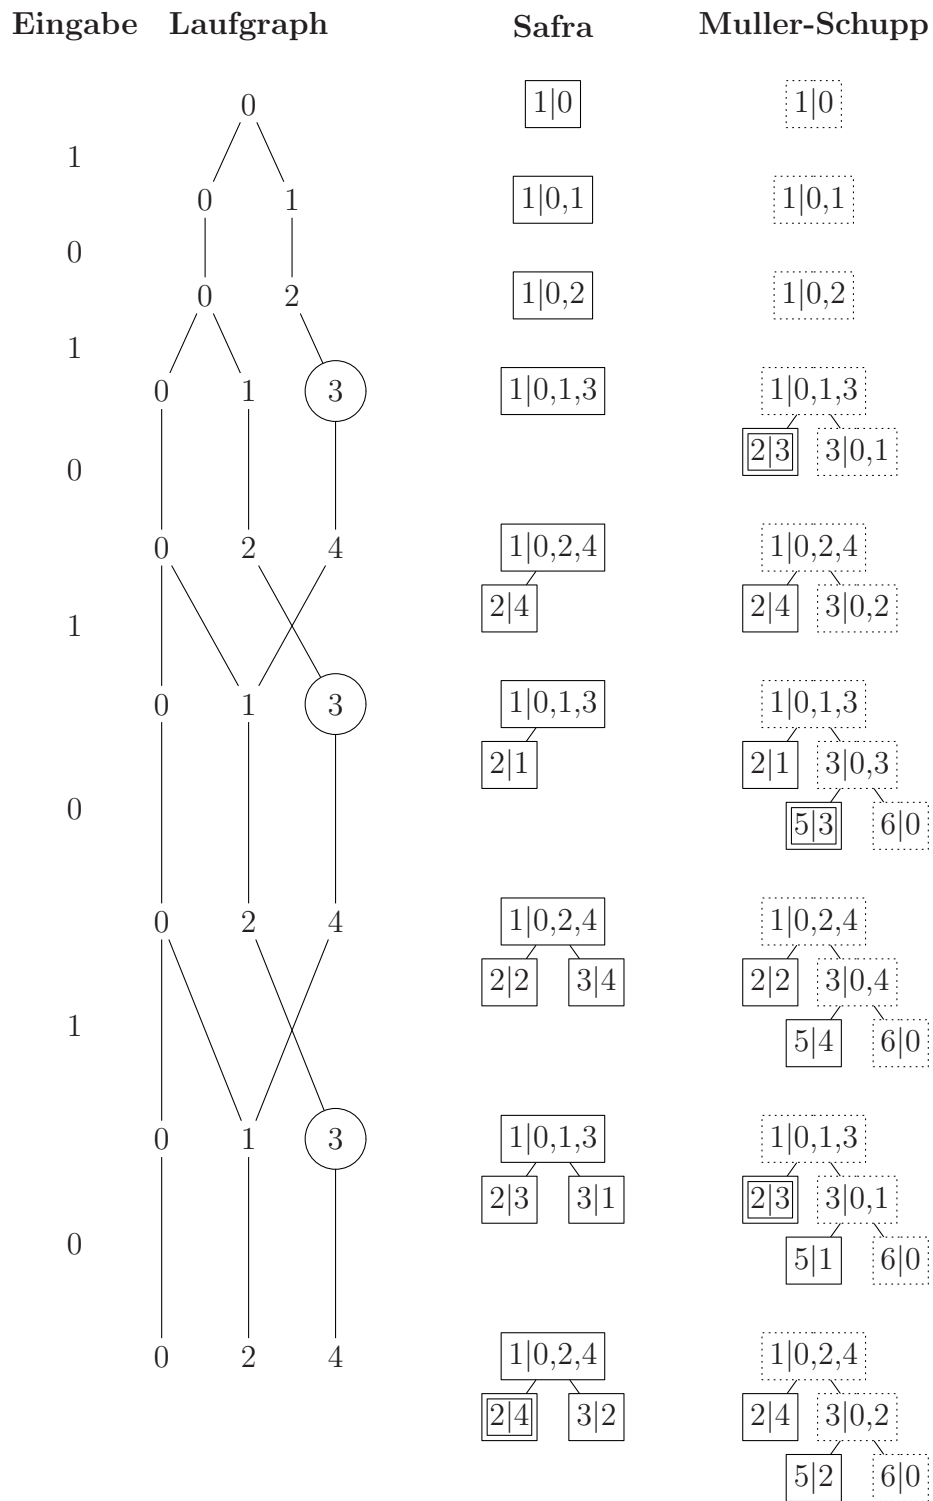 Eingabe Laufgraph Safra Muller-Schupp
0 1|0 1|0
1
0 1 1|0,1 1|0,1
0
0 2 1|0,2 1|0,2
1
0 1 3 1|0,1,3 1|0,1,3
2|3 3|0,1
0
0 2 4 1|0,2,4 1|0,2,4
2|4 2|4 3|0,2
1
0 1 3 1|0,1,3 1|0,1,3
2|1 2|1 3|0,3
0 5|3 6|0
0 2 4 1|0,2,4 1|0,2,4
2|2 3|4 2|2 3|0,4
1 5|4 6|0
0 1 3 1|0,1,3 1|0,1,3
2|3 3|1 2|3 3|0,1
0 5|1 6|0
0 2 4 1|0,2,4 1|0,2,4
2|4 3|2 2|4 3|0,2
5|2 6|0